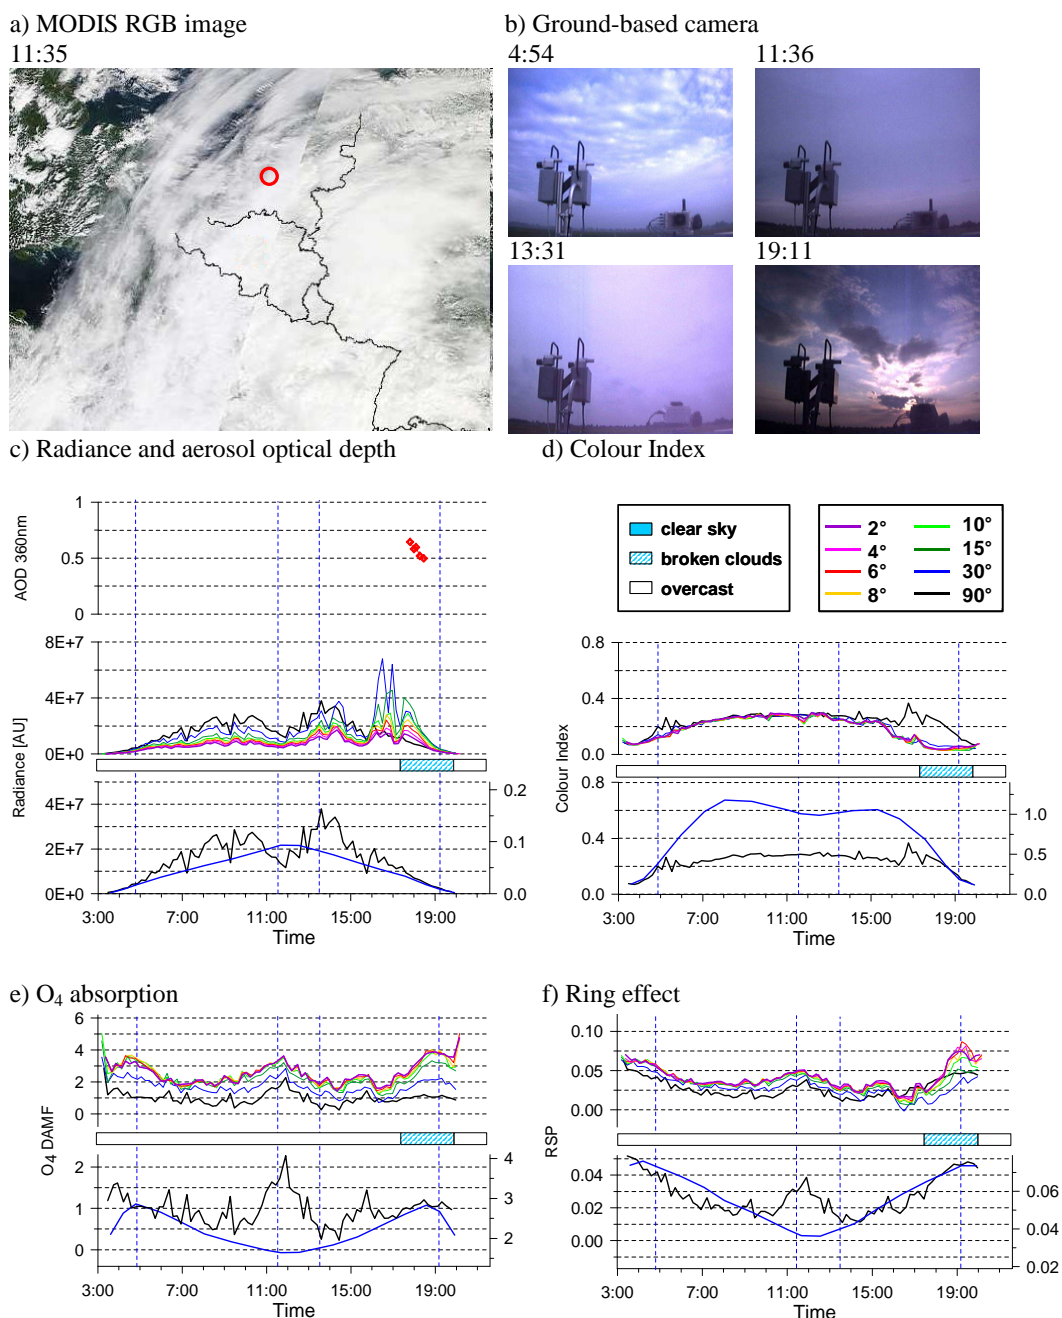 a) MODIS RGB image
11:35
b) Ground-based camera
4:54
11:36
13:31
19:11
c) Radiance and aerosol optical depth
AOD 360nm
1
0.5
0
8E+7
4E+7
0E+0
Radiance [AU]
4E+7
2E+7
0E+0
0.2
0.1
0.0
3:00 7:00 11:00 15:00 19:00
Time
d) Colour Index
clear sky
broken clouds
overcast
2° 10°
4° 15°
6° 30°
8° 90°
0.8
0.4
0.0
Colour Index
0.8
0.4
0.0
1.0
0.5
0.0
3:00 7:00 11:00 15:00 19:00
Time
e) O₄ absorption
6
4
2
0
O₄ DAMF
2
1
0
4
3
2
3:00 7:00 11:00 15:00 19:00
Time
f) Ring effect
0.10
0.05
0.00
RSP
0.04
0.02
0.00
0.06
0.04
0.02
3:00 7:00 11:00 15:00 19:00
Time